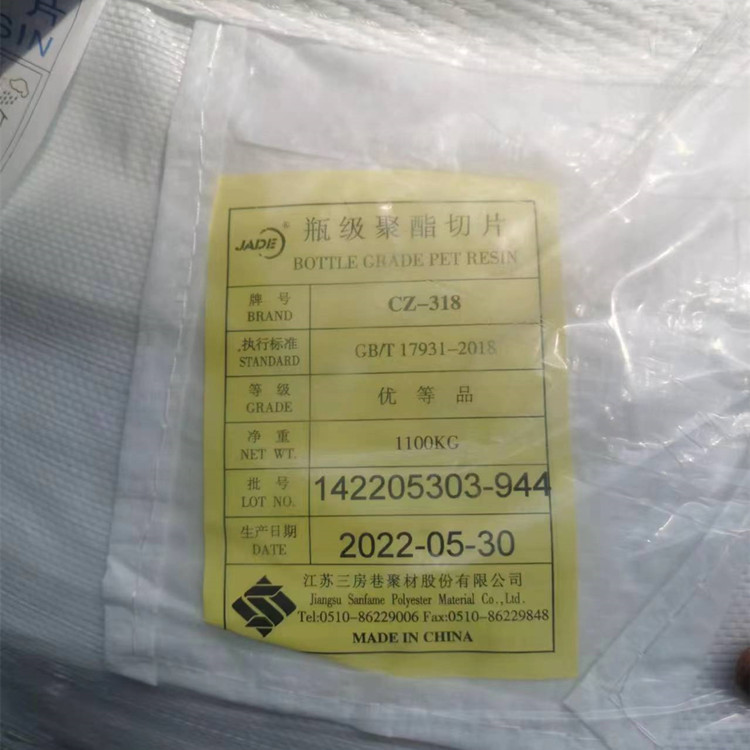 SIN
JADE®
瓶级聚酯切片
BOTTLE GRADE PET RESIN
牌号 CZ-318
BRAND
执行标准 GB/T 17931-2018
STANDARD
等级 优等品
GRADE
净重 1100KG
NET WT.
批号 142205303-944
LOT NO.
生产日期 2022-05-30
DATE
江苏三房巷聚材股份有限公司
Jiangsu Sanfame Polyester Material Co.,Ltd.
Tel:0510-86229006 Fax:0510-86229848
MADE IN CHINA